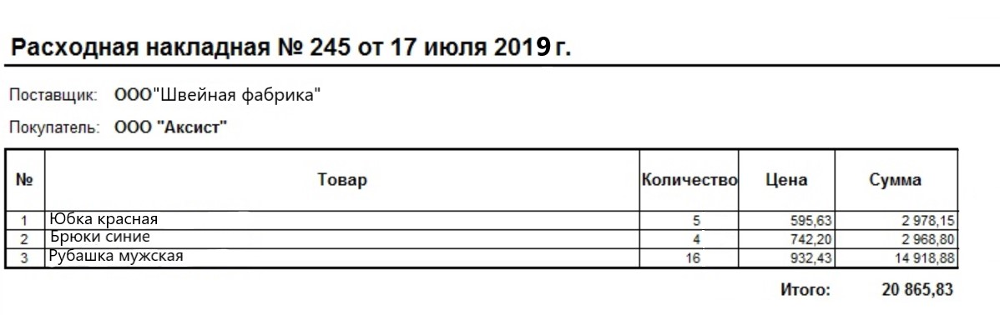 Расходная накладная № 245 от 17 июля 2019 г.
Поставщик: ООО"Швейная фабрика"
Покупатель: ООО "Аксист"
№ Товар Количество Цена Сумма
1 Юбка красная 5 595,63 2 978,15
2 Брюки синие 4 742,20 2 968,80
3 Рубашка мужская 16 932,43 14 918,88
Итого: 20 865,83